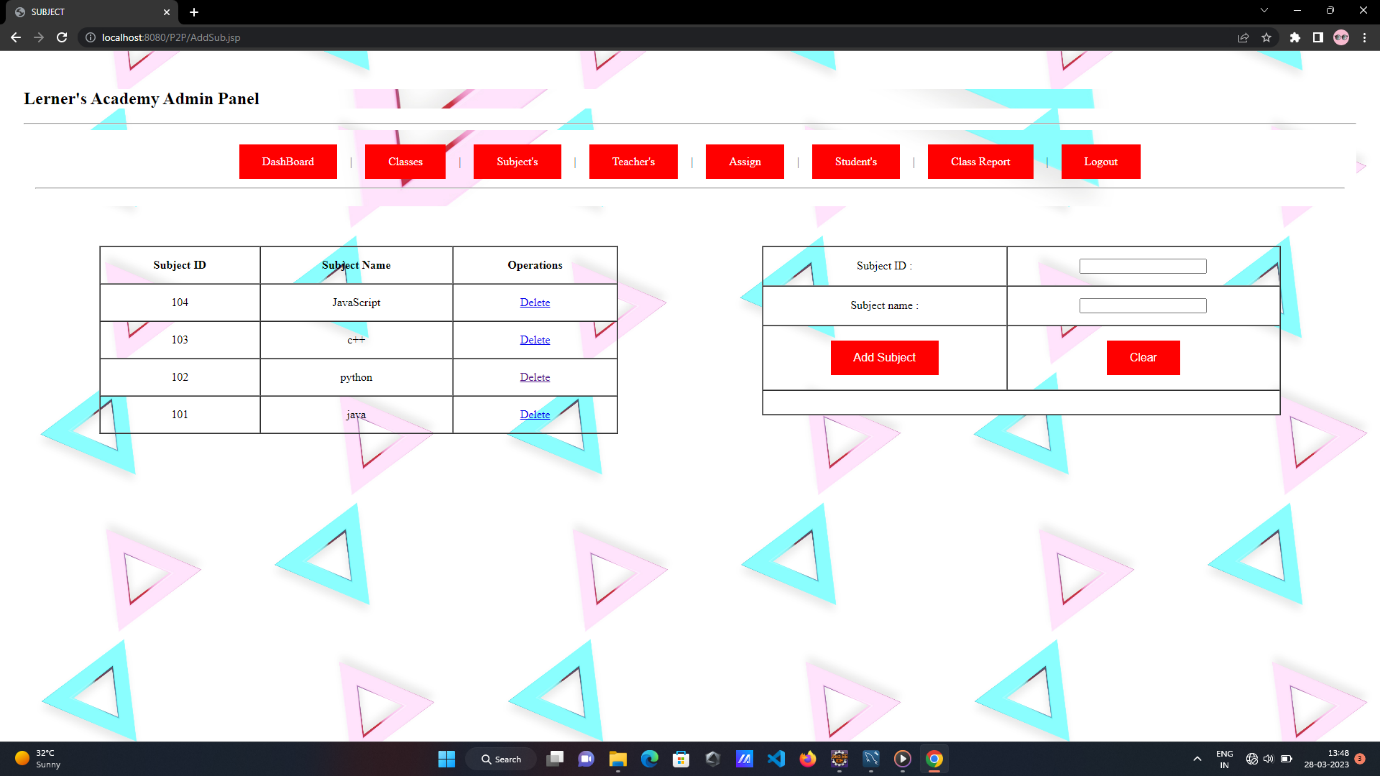 SUBJECT
localhost:8080/P2P/AddSub.jsp
Lerner's Academy Admin Panel
DashBoard | Classes | Subject's | Teacher's | Assign | Student's | Class Report | Logout
Subject ID Subject Name Operations
104 JavaScript Delete
103 c++ Delete
102 python Delete
101 java Delete
Subject ID :
Subject name :
Add Subject Clear
32°C
Sunny
Search
ENG
IN
13:48
28-03-2023
3